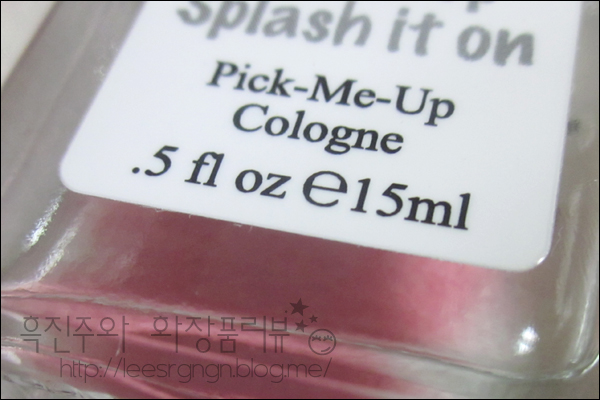 Splash it on
Pick-Me-Up
Cologne
.5 fl oz ℮15ml
흑진주와 화장품리뷰
http://leesrgngn.blog.me/